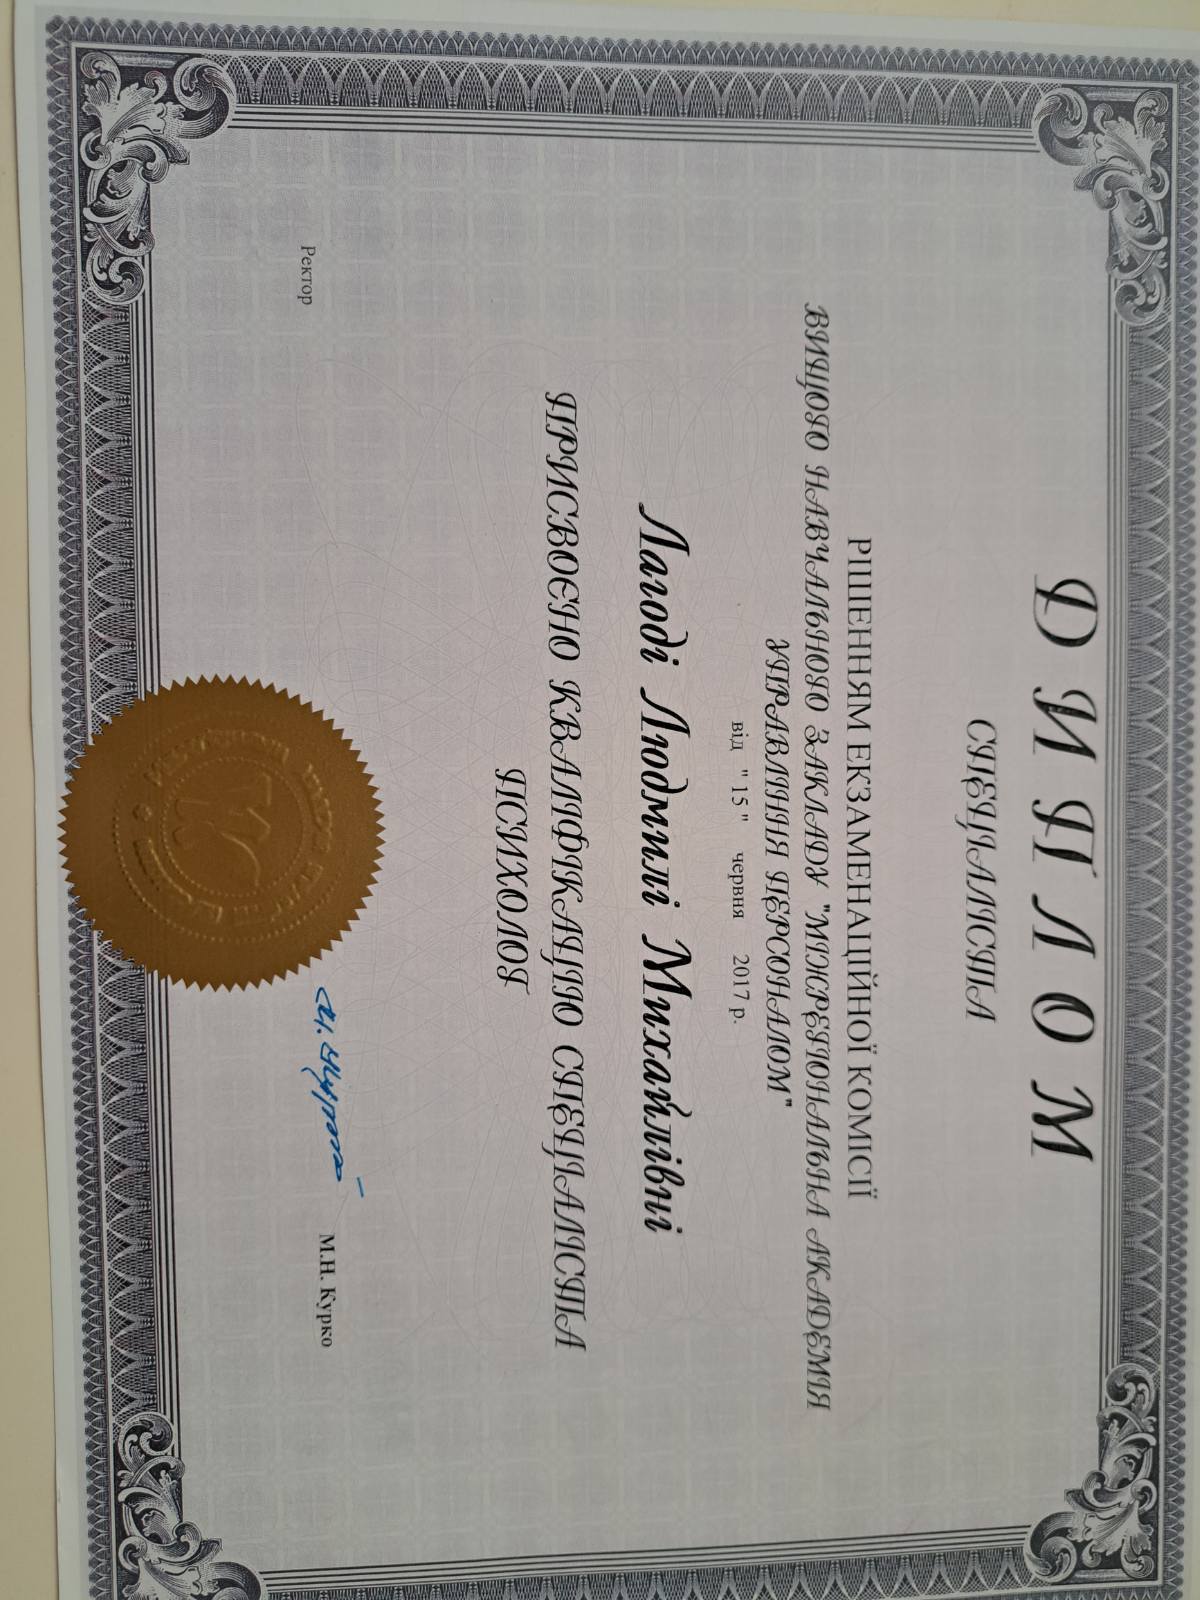 ДИПЛОМ
СПЕЦІАЛІСТА
РІШЕННЯМ ЕКЗАМЕНАЦІЙНОЇ КОМІСІЇ
ВИЩОГО НАВЧАЛЬНОГО ЗАКЛАДУ "МІЖРЕГІОНАЛЬНА АКАДЕМІЯ
УПРАВЛІННЯ ПЕРСОНАЛОМ"
від "15" червня 2017 р.
Лагоді Людмилі Михайлівні
ПРИСВОЄНО КВАЛІФІКАЦІЮ СПЕЦІАЛІСТА
ПСИХОЛОГ
Ректор М.Н. Курко